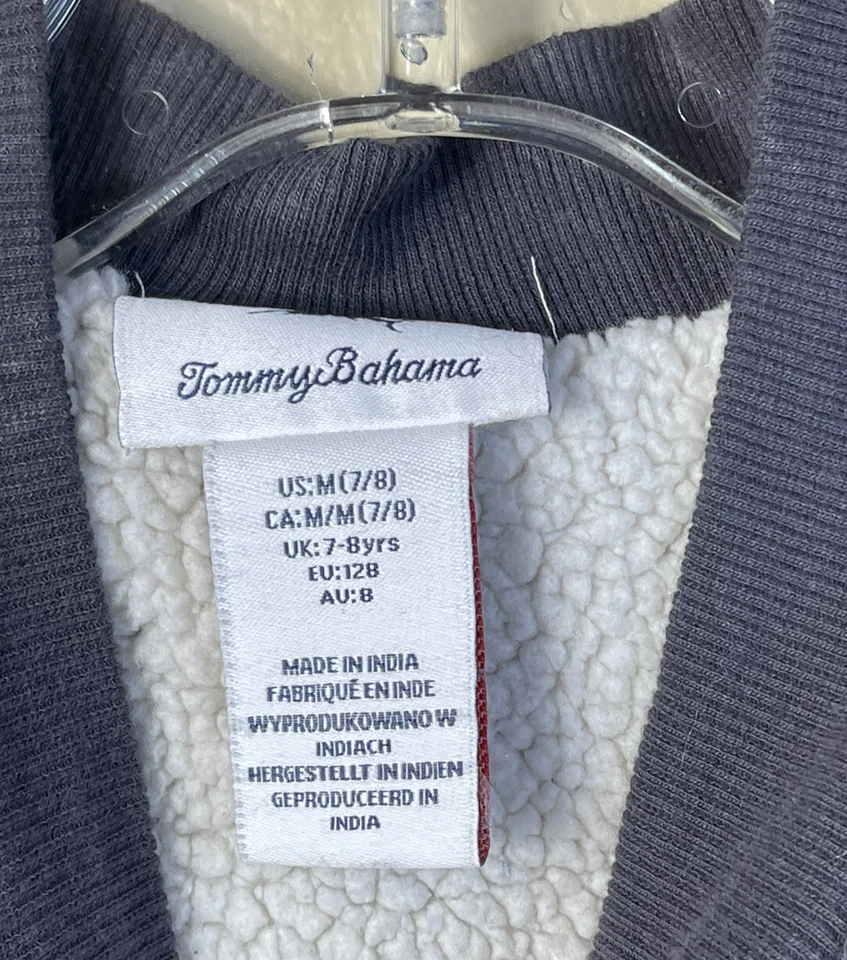 Tommy Bahama
US:M(7/8)
CA:M/M(7/8)
UK:7-8yrs
EU:128
AU:8
MADE IN INDIA
FABRIQUÉ EN INDE
WYPRODUKOWANO W
INDIACH
HERGESTELLT IN INDIEN
GEPRODUCEERD IN
INDIA